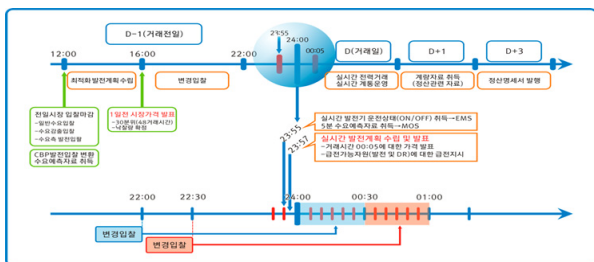 D-1(거래전일)
23:55
24:00
00:05
12:00
16:00
22:00
D(거래일)
D+1
D+3
최적화 발전계획 수립
변경입찰
실시간 전력거래
실시간 계통운영
계량자료 취득
(정산관련 자료)
정산명세서 발행
전일시장 입찰마감
-일반수요입찰
-수요감축입찰
-수요측 발전입찰
CBP발전입찰 변환
수요예측자료 취득
1일전 시장가격 발표
-30분위(48거래시간)
-낙찰량 확정
23:55
23:57
실시간 발전기 운전상태(ON/OFF) 취득→EMS
5분 수요예측자료 취득→MOS
실시간 발전계획 수립 및 발표
-거래시간 00:05에 대한 가격 발표
-급전가능자원(발전 및 DR)에 대한 급전지시
22:00
22:30
24:00
00:30
01:00
변경입찰
변경입찰